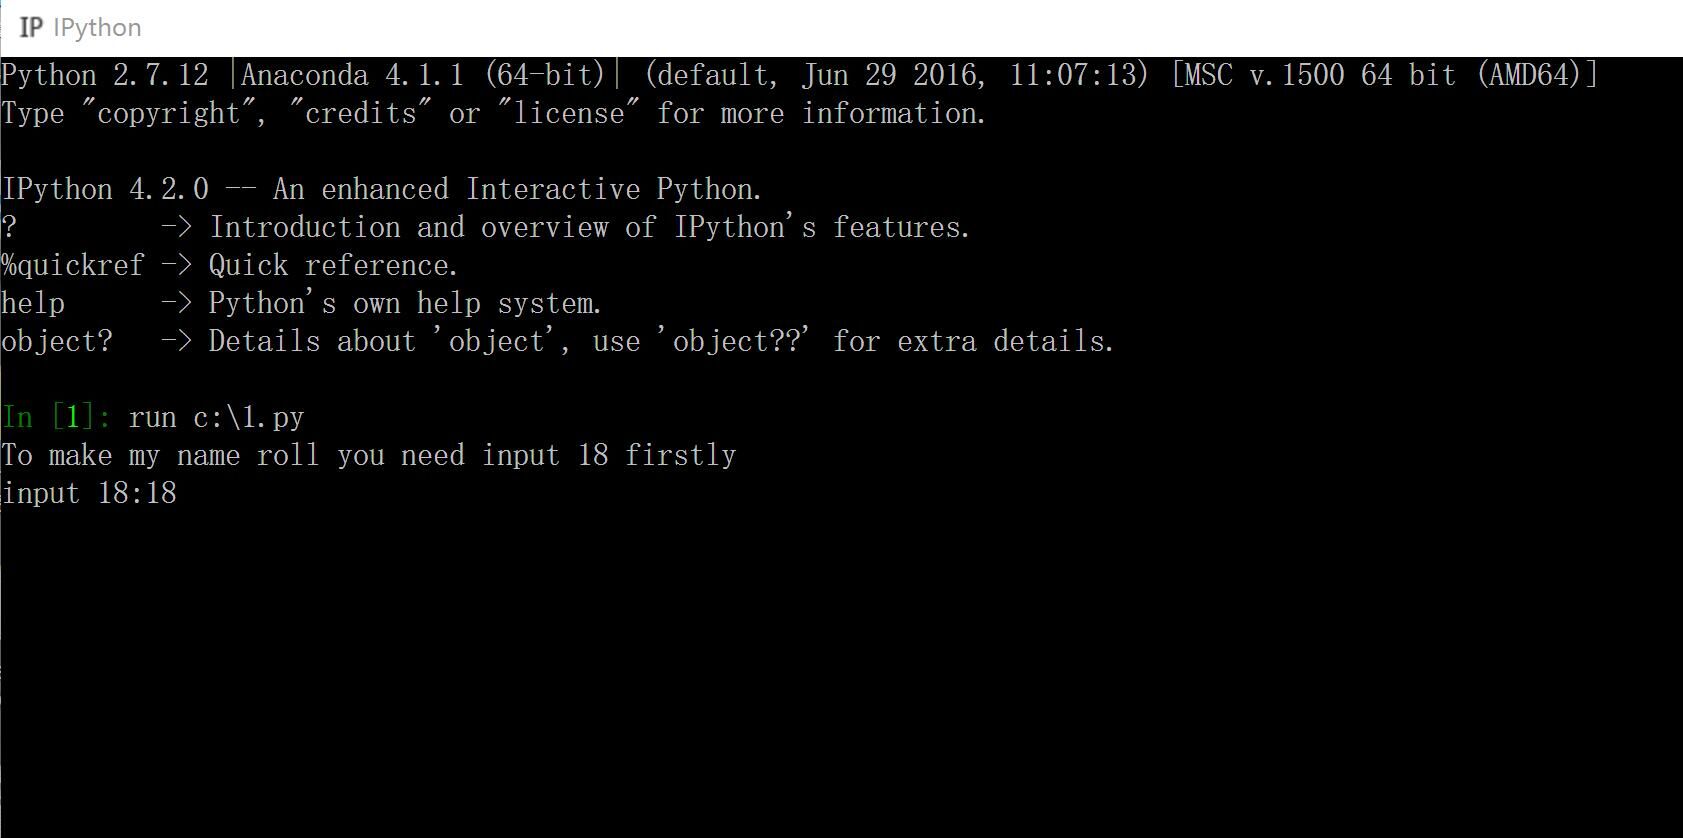 IP IPython
Python 2.7.12 |Anaconda 4.1.1 (64-bit)| (default, Jun 29 2016, 11:07:13) [MSC v.1500 64 bit (AMD64)]
Type "copyright", "credits" or "license" for more information.
IPython 4.2.0 -- An enhanced Interactive Python.
?         -> Introduction and overview of IPython's features.
%quickref -> Quick reference.
help      -> Python's own help system.
object?   -> Details about 'object', use 'object??' for extra details.
In [1]: run c:\1.py
To make my name roll you need input 18 firstly
input 18:18